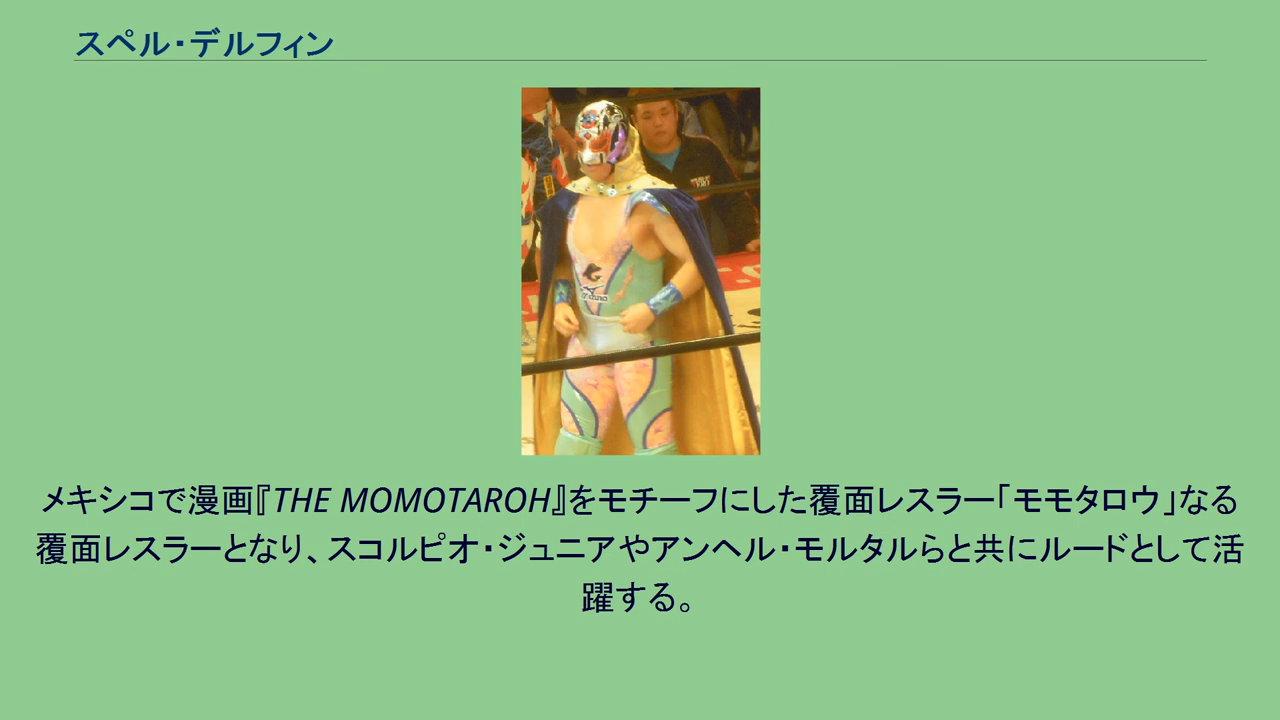 スペル・デルフィン
メキシコで漫画『THE MOMOTAROH』をモチーフにした覆面レスラー「モモタロウ」なる
覆面レスラーとなり、スコルピオ・ジュニアやアンヘル・モルタルらと共にルードとして活
躍する。